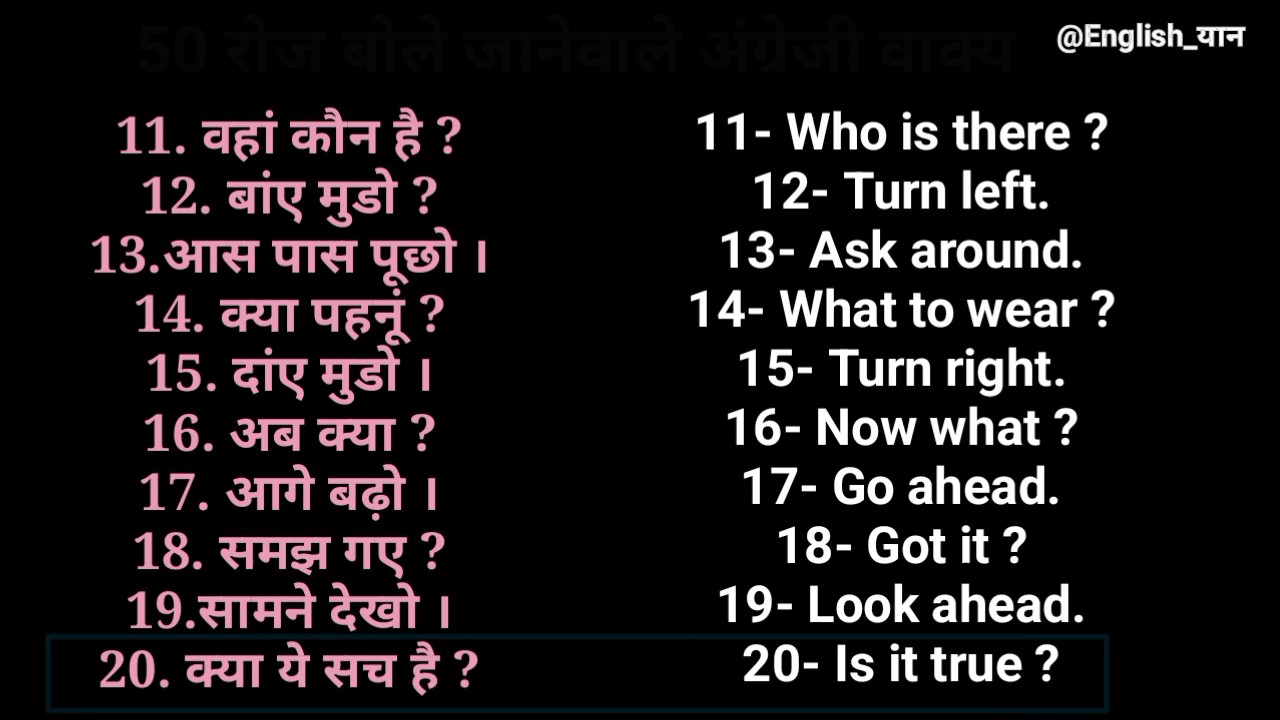 50 रोज बोले जानेवाले अंग्रेजी वाक्य
@English_यान
11. वहां कौन है ?
11- Who is there ?
12. बांए मुडो ?
12- Turn left.
13.आस पास पूछो ।
13- Ask around.
14. क्या पहनूं ?
14- What to wear ?
15. दांए मुडो ।
15- Turn right.
16. अब क्या ?
16- Now what ?
17. आगे बढ़ो ।
17- Go ahead.
18. समझ गए ?
18- Got it ?
19.सामने देखो ।
19- Look ahead.
20. क्या ये सच है ?
20- Is it true ?